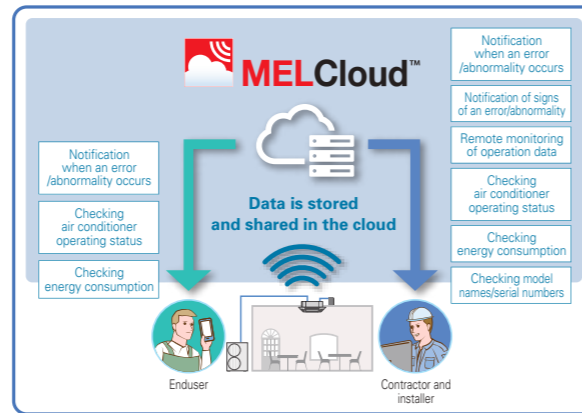 MELCloud™
Notification
when an error
/abnormality occurs
Checking
air conditioner
operating status
Checking
energy consumption
Data is stored
and shared in the cloud
Notification
when an error
/abnormality occurs
Notification of signs
of an error/abnormality
Remote monitoring
of operation data
Checking
air conditioner
operating status
Checking
energy consumption
Checking model
names/serial numbers
Enduser
Contractor and
installer